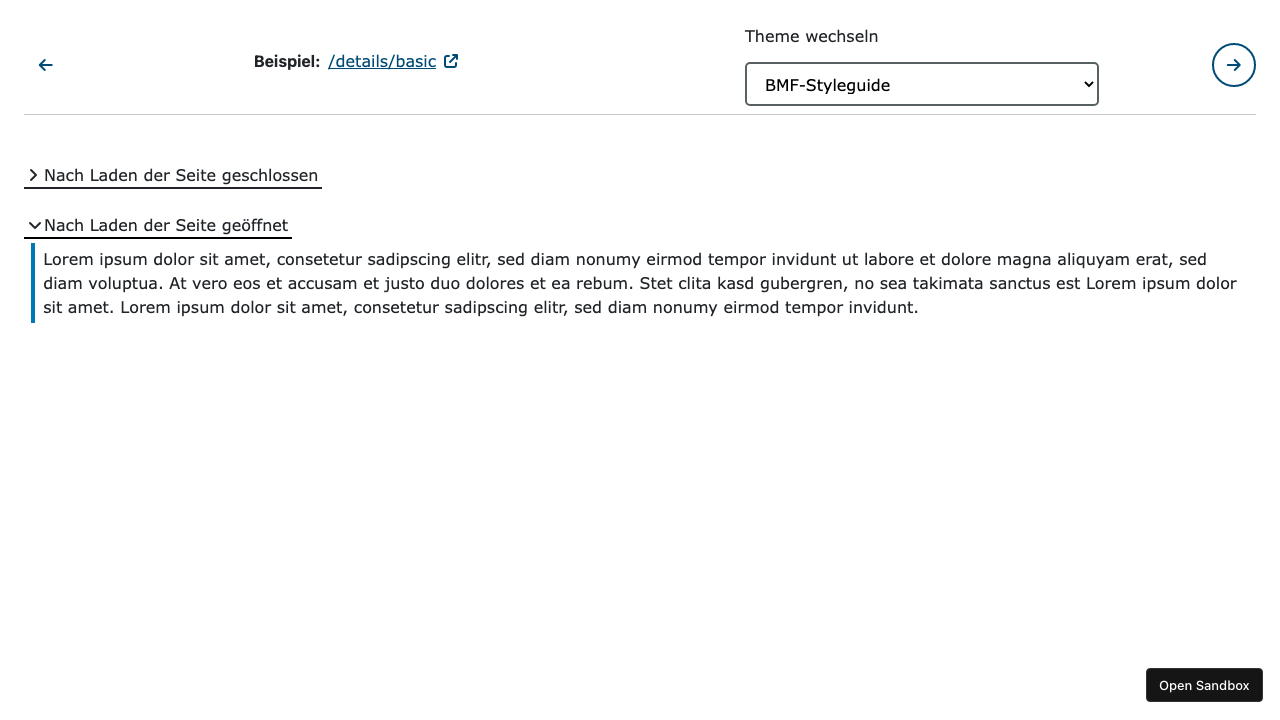 Beispiel: /details/basic
Theme wechseln
BMF-Styleguide
Nach Laden der Seite geschlossen
Nach Laden der Seite geöffnet
Lorem ipsum dolor sit amet, consetetur sadipscing elitr, sed diam nonumy eirmod tempor invidunt ut labore et dolore magna aliquyam erat, sed
diam voluptua. At vero eos et accusam et justo duo dolores et ea rebum. Stet clita kasd gubergren, no sea takimata sanctus est Lorem ipsum dolor
sit amet. Lorem ipsum dolor sit amet, consetetur sadipscing elitr, sed diam nonumy eirmod tempor invidunt.
Open Sandbox